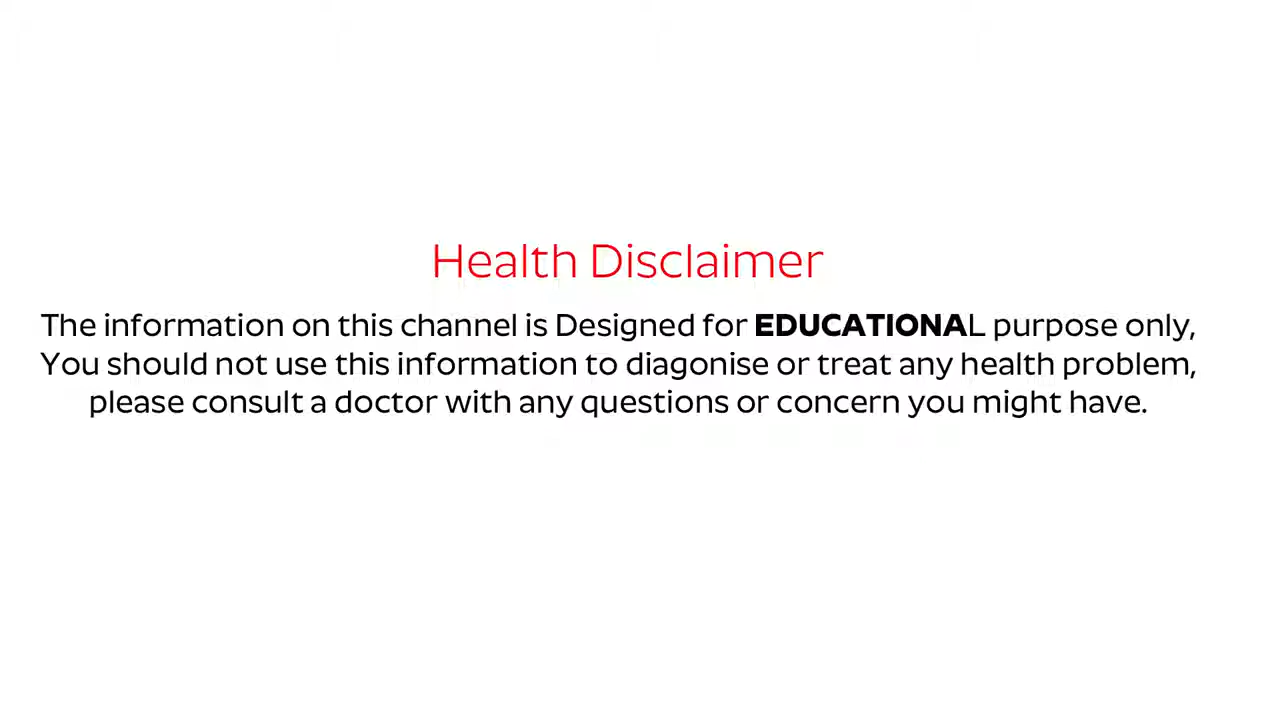 Health Disclaimer
The information on this channel is Designed for EDUCATIONAL purpose only,
You should not use this information to diagonise or treat any health problem,
please consult a doctor with any questions or concern you might have.